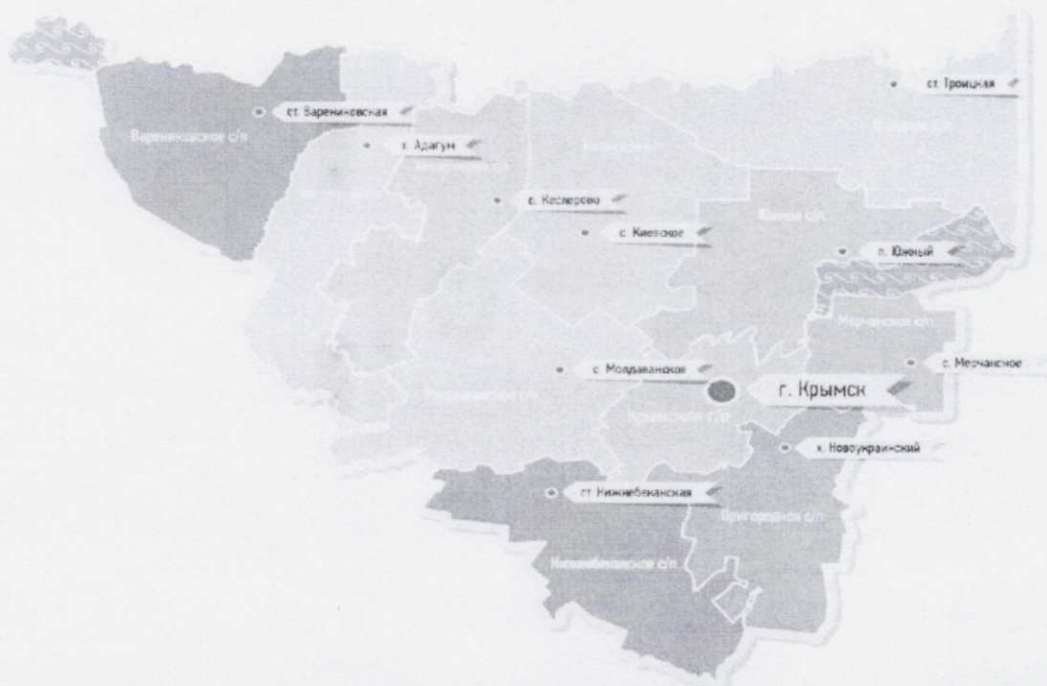 ст. Троицкая
ст. Варениковская
Варениковское с/п
х. Адагум
с. Кеслерово
Южное с/п
с. Киевское
п. Южный
Мерчанское с/п
с. Мерчанское
с. Молдаванское
г. Крымск
Крымское г/п
х. Новоукраинский
ст. Нижнебаканская
Пригородное с/п
Нижнебаканское с/п